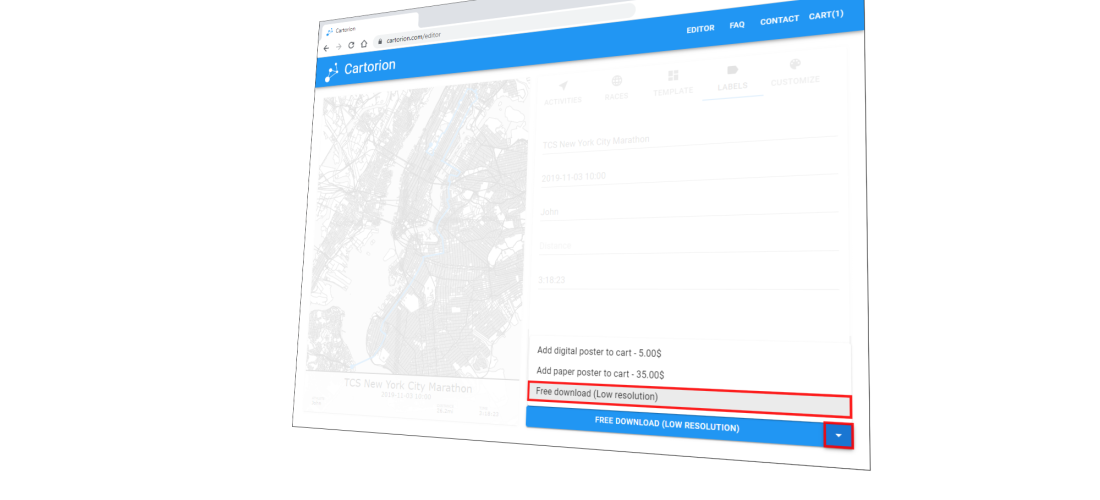 Cartorion
cartorion.com/editor
Cartorion
EDITOR
FAQ
CONTACT
CART(1)
ACTIVITIES
RACES
TEMPLATE
LABELS
CUSTOMIZE
TCS New York City Marathon
2019-11-03 10:00
John
3:18:23
TCS New York City Marathon
2019-11-03 10:00
Add digital poster to cart - 5.00$
Add paper poster to cart - 35.00$
Free download (Low resolution)
FREE DOWNLOAD (LOW RESOLUTION)